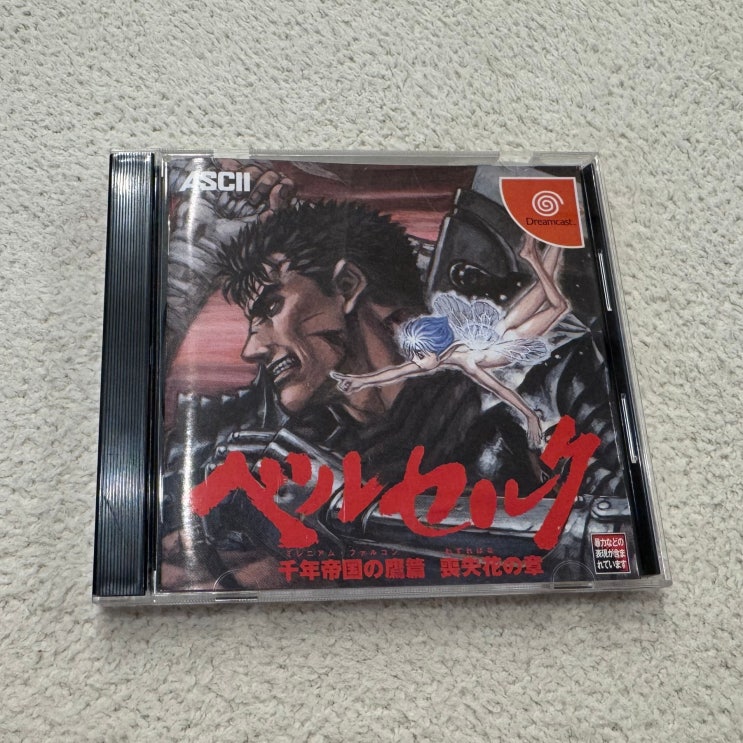 ASCII
Dreamcast
ベルセルク
ミレニアム・ファルコン わすればな
千年帝国の鷹篇 喪失花の章
暴力などの
表現が含ま
れています